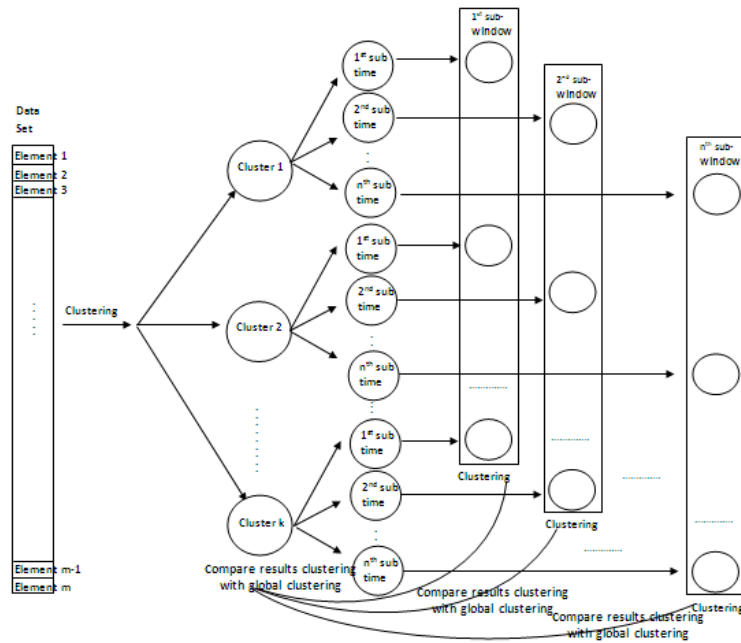 Data
Set
Element 1
Element 2
Element 3
Element m-1
Element m
Clustering
Cluster 1
Cluster 2
Cluster k
1st sub
time
2nd sub
time
nth sub
time
1st sub
time
2nd sub
time
nth sub
time
1st sub
time
2nd sub
time
nth sub
time
1st sub-
window
2nd sub-
window
nth sub-
window
Clustering
Clustering
Clustering
Compare results clustering
with global clustering
Compare results clustering
with global clustering
Compare results clustering
with global clustering